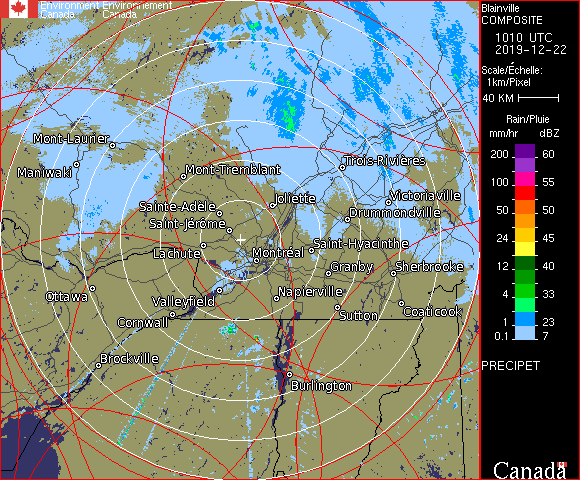 Environment Environnement
Canada Canada
Blainville
COMPOSITE
1010 UTC
2019-12-22
Scale/Échelle:
1km/Pixel
40 KM
Rain/Pluie
mm/hr dBZ
200 60
150 57
100 55
50 50
24 45
12 40
4 33
1 23
0.1 7
PRECIPET
Canada
Mont-Laurier
Maniwaki
Mont-Tremblant
Trois-Rivières
Joliette
Victoriaville
Sainte-Adèle
Drummondville
Saint-Jérôme
Saint-Hyacinthe
Lachute
Montréal
Granby
Sherbrooke
Ottawa
Valleyfield
Napierville
Coaticook
Cornwall
Sutton
Brockville
Burlington